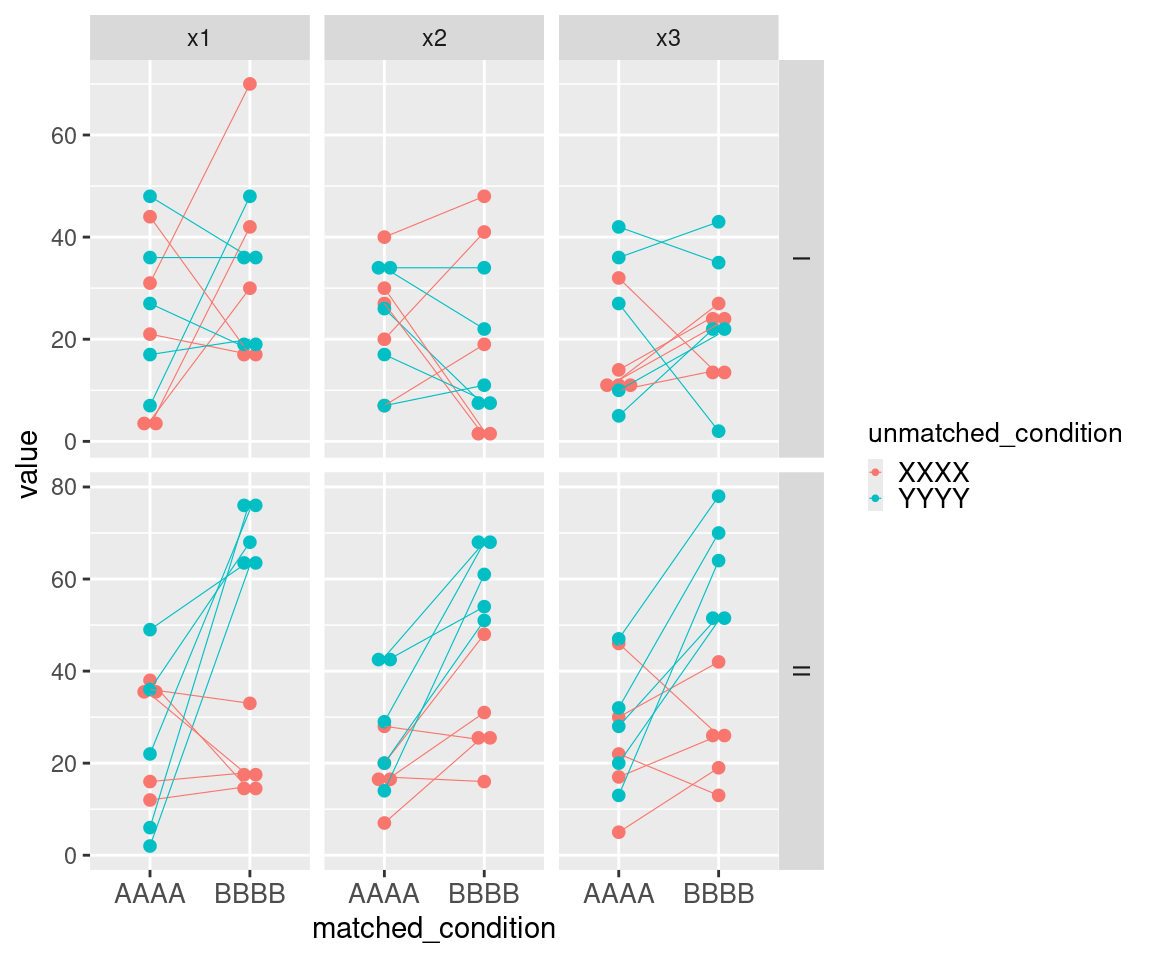 x1 x2 x3
60
40
20
0
I
80
60
40
20
0
II
value
AAAA BBBB AAAA BBBB AAAA BBBB
matched_condition
unmatched_condition
XXXX
YYYY